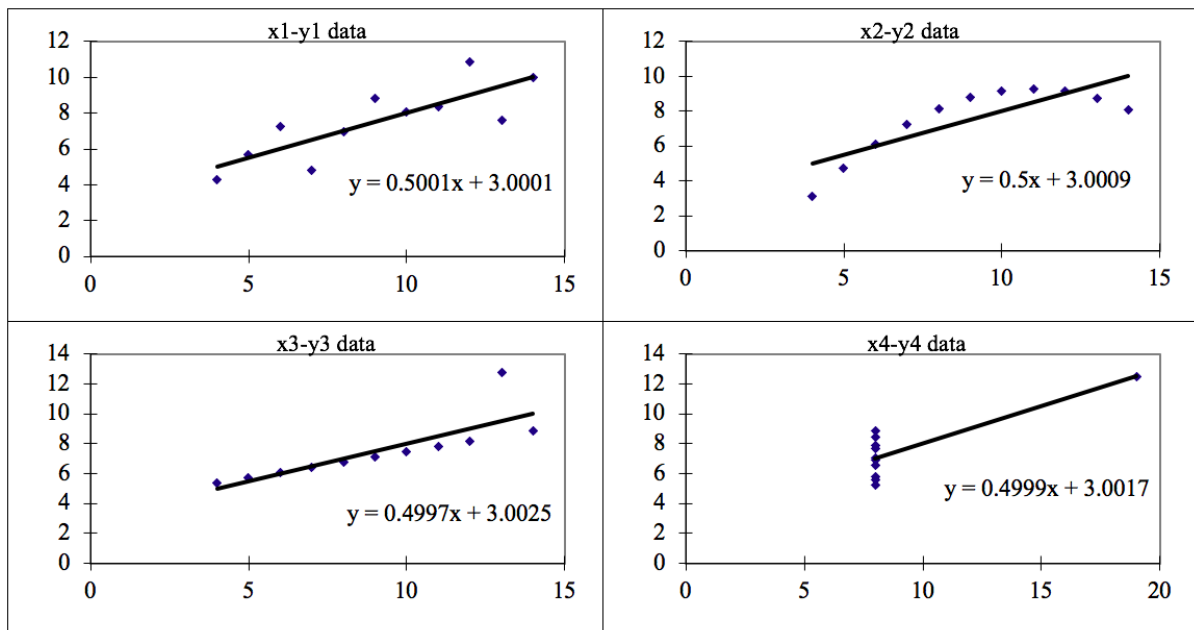 x1-y1 data
12
10
8
6
4
2
0
0 5 10 15
y = 0.5001x + 3.0001
x2-y2 data
12
10
8
6
4
2
0
0 5 10 15
y = 0.5x + 3.0009
x3-y3 data
14
12
10
8
6
4
2
0
0 5 10 15
y = 0.4997x + 3.0025
x4-y4 data
14
12
10
8
6
4
2
0
0 5 10 15 20
y = 0.4999x + 3.0017